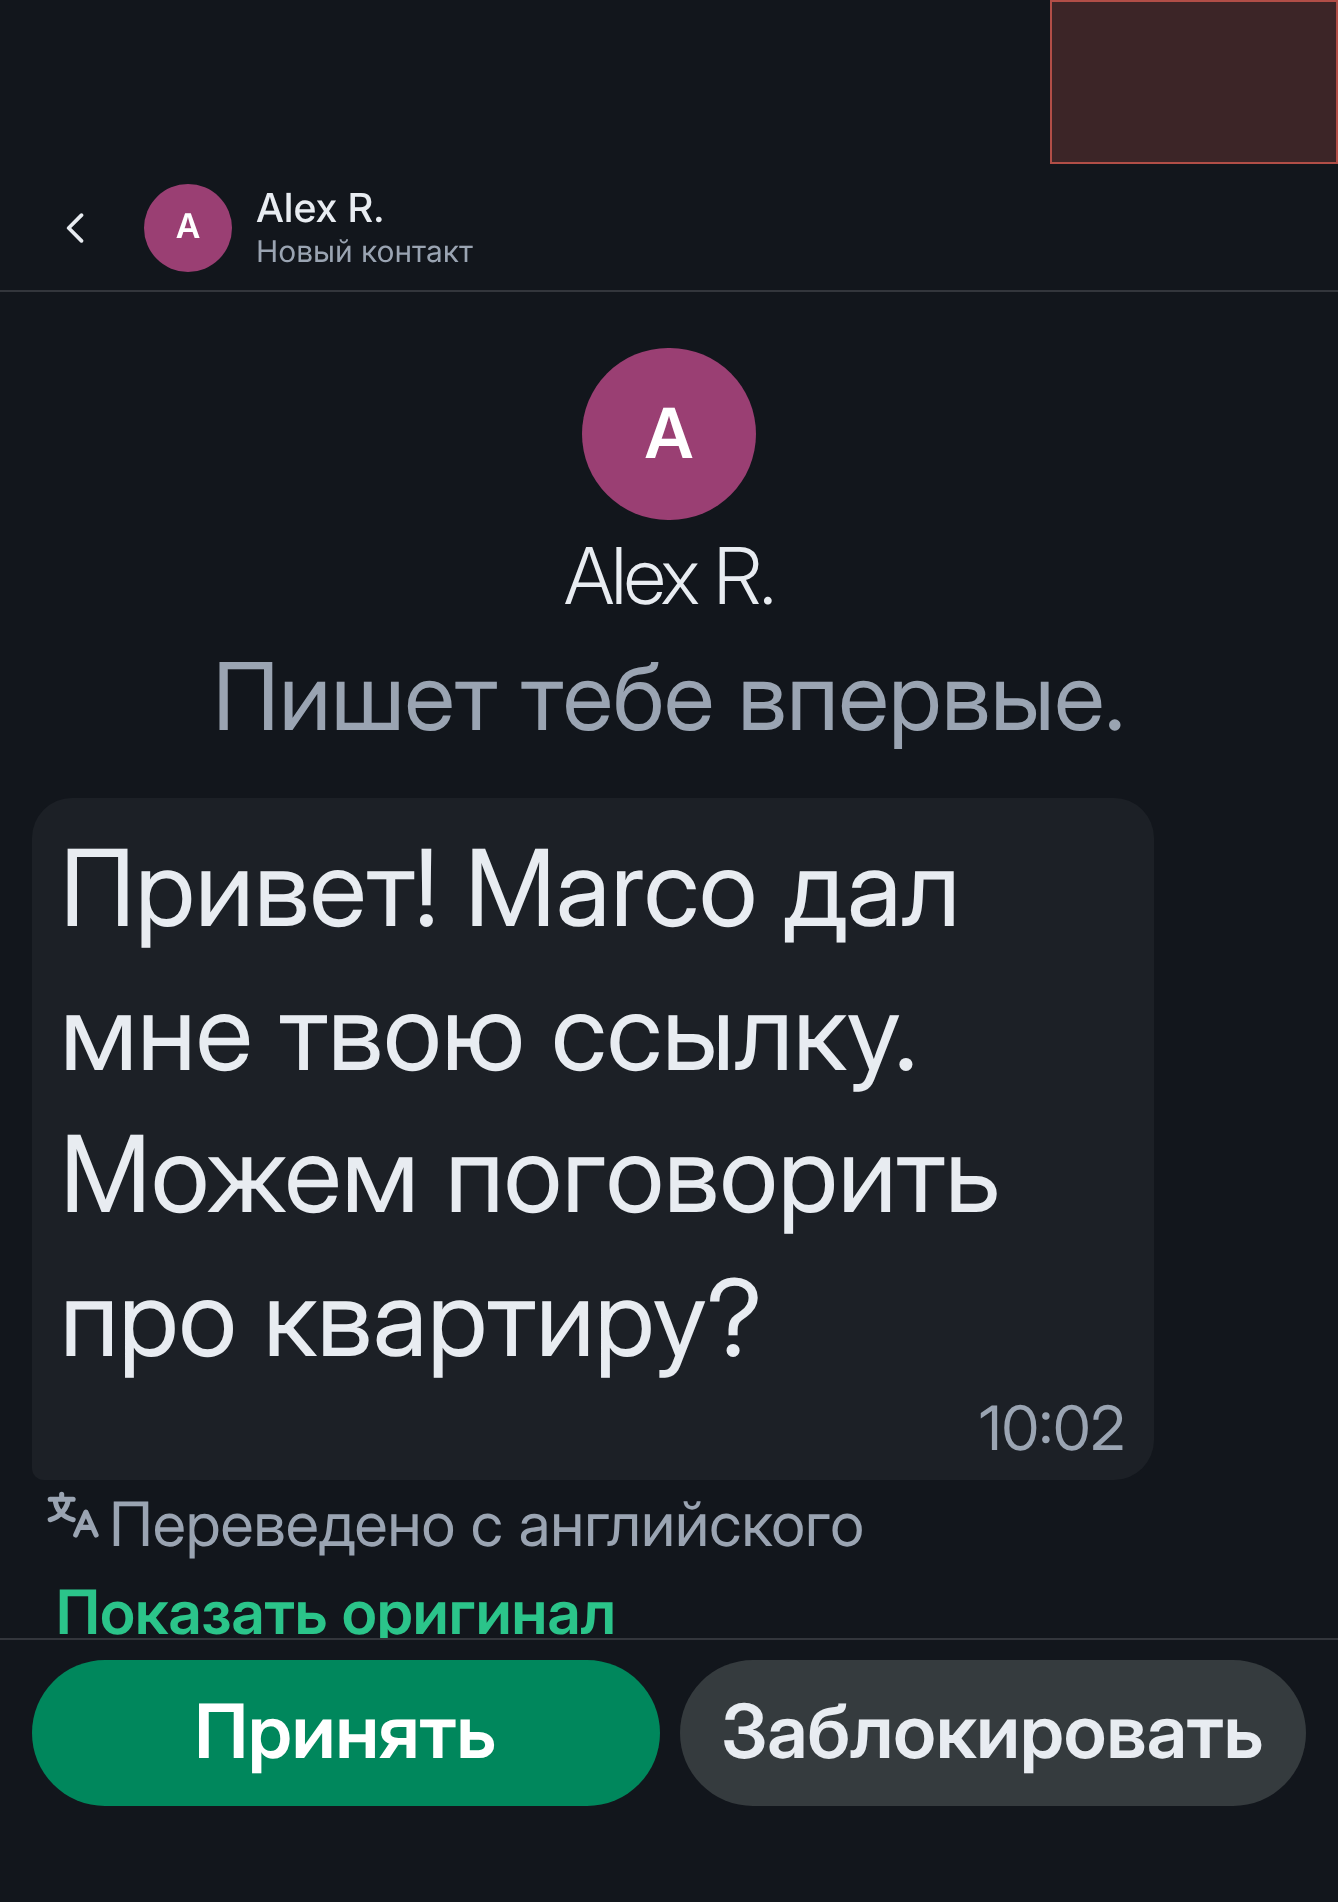 A
Alex R.
Новый контакт
A
Alex R.
Пишет тебе впервые.
Привет! Marco дал
мне твою ссылку.
Можем поговорить
про квартиру?
10:02
Переведено с английского
Показать оригинал
Принять
Заблокировать